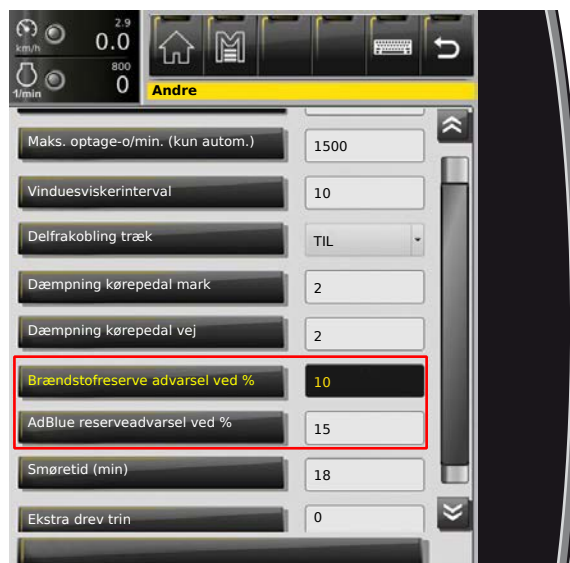 2.9
km/h 0.0
800
1/min 0
Andre
Maks. optage-o/min. (kun autom.) 1500
Vinduesviskerinterval 10
Delfrakobling træk TIL
Dæmpning kørepedal mark 2
Dæmpning kørepedal vej 2
Brændstofreserve advarsel ved % 10
AdBlue reserveadvarsel ved % 15
Smøretid (min) 18
Ekstra drev trin 0